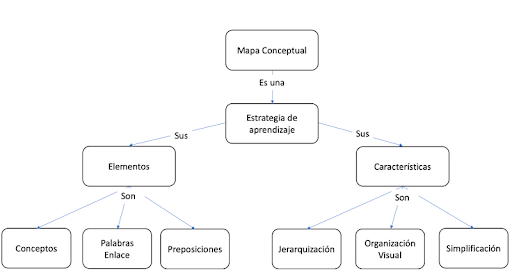 Mapa Conceptual
Es una
Estrategia de
aprendizaje
Sus
Sus
Elementos
Características
Son
Son
Conceptos
Palabras
Enlace
Preposiciones
Jerarquización
Organización
Visual
Simplificación